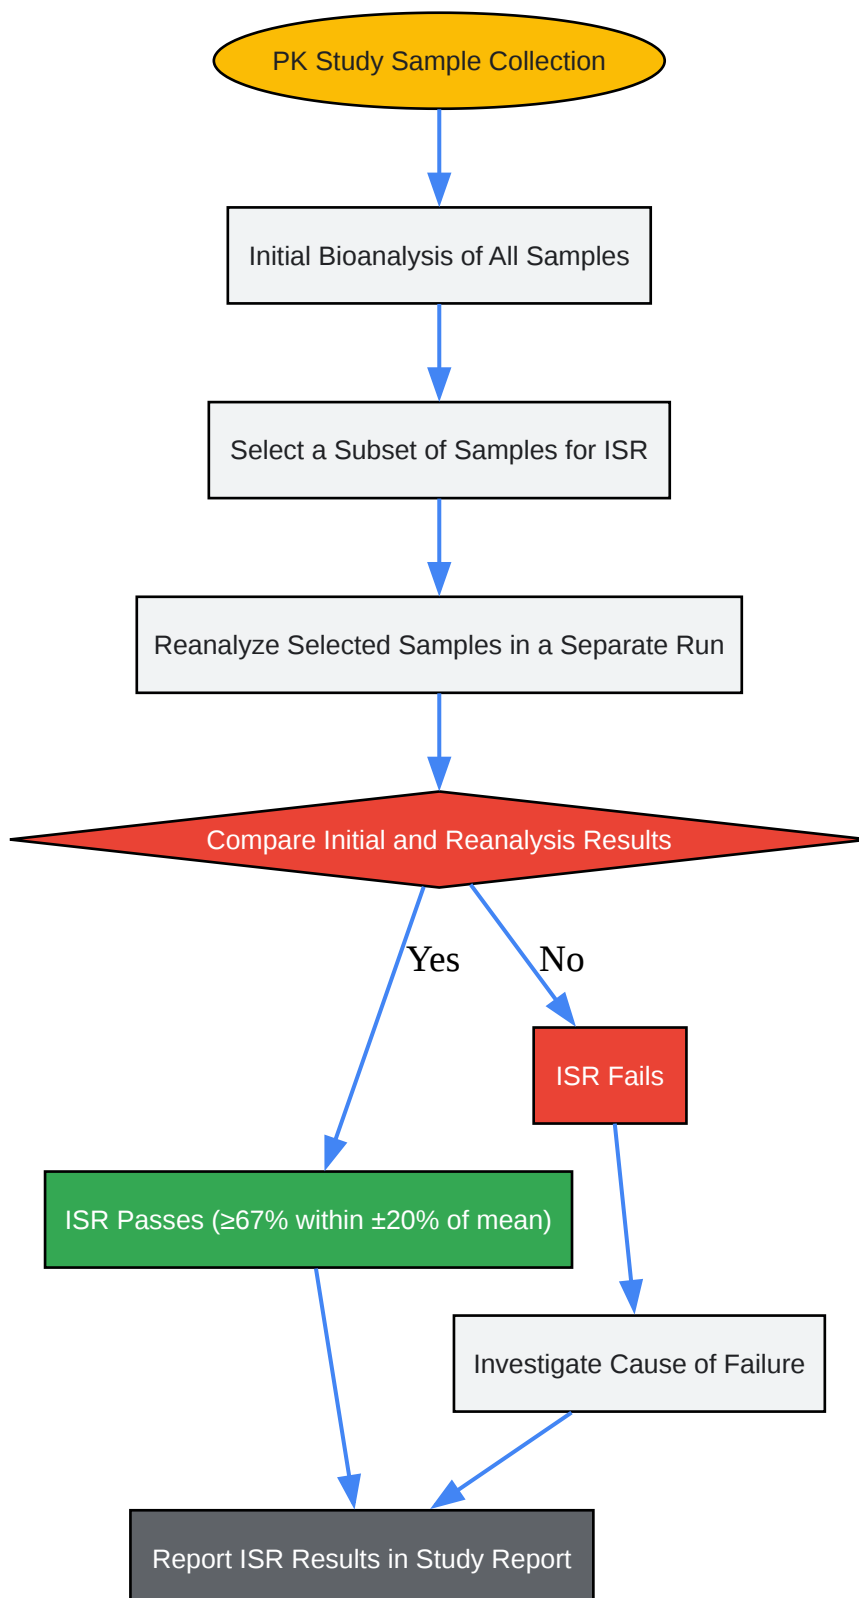 PK Study Sample Collection
Initial Bioanalysis of All Samples
Select a Subset of Samples for ISR
Reanalyze Selected Samples in a Separate Run
Compare Initial and Reanalysis Results
Yes
No
ISR Fails
ISR Passes (≥67% within ±20% of mean)
Investigate Cause of Failure
Report ISR Results in Study Report